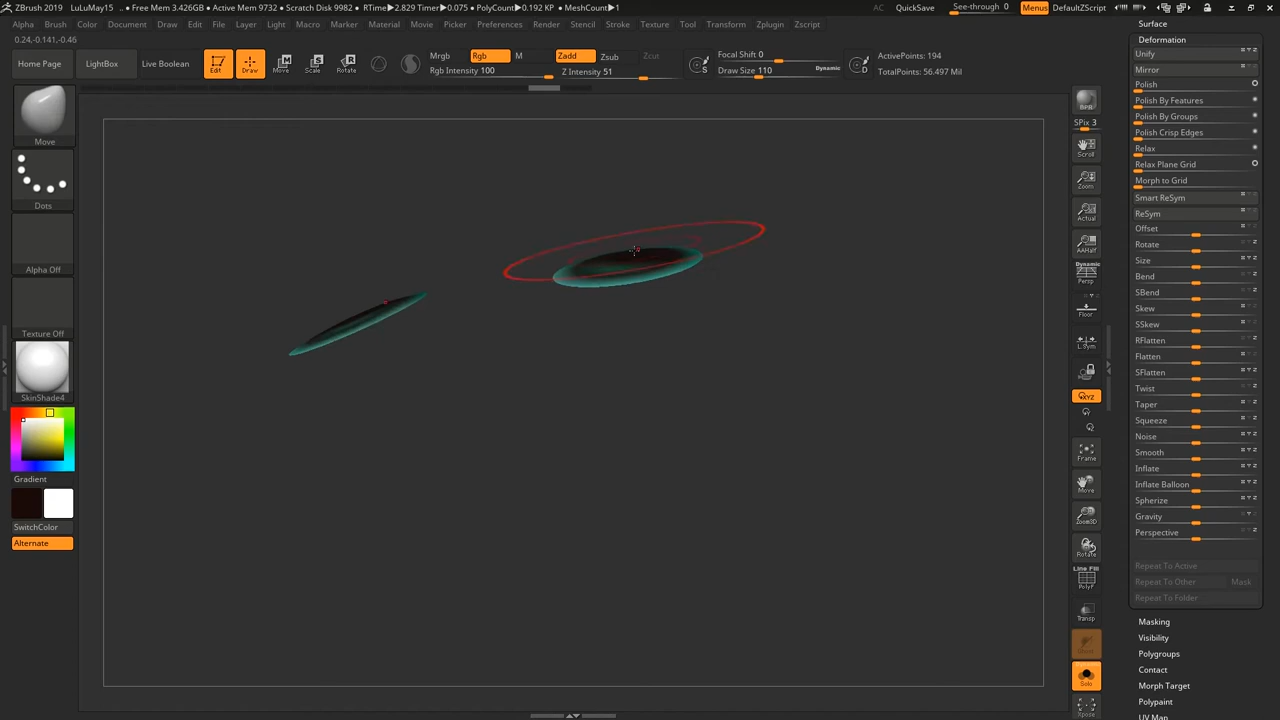 ZBrush 2019 LuLuMay15 .. • Free Mem 3.426GB • Active Mem 9732 • Scratch Disk 9982 • RTime▶2.829 Timer▶0.075 • PolyCount▶0.192 KP • MeshCount▶1 AC QuickSave See-through 0 Menus DefaultZScript
Alpha Brush Color Document Draw Edit File Layer Light Macro Marker Material Movie Picker Preferences Render Stencil Stroke Texture Tool Transform Zplugin Zscript
0.24,-0.141,-0.46
Home Page
LightBox
Live Boolean
Edit
Draw
Move
Scale
Rotate
Mrgb
Rgb
M
Rgb Intensity 100
Zadd
Zsub
Zcut
Z Intensity 51
S
Focal Shift 0
Draw Size 110
Dynamic
D
ActivePoints: 194
TotalPoints: 56.497 Mil
Move
Dots
Alpha Off
Texture Off
SkinShade4
Gradient
SwitchColor
Alternate
BPR
SPix 3
Scroll
Zoom
Actual
AAHalf
Dynamic
Persp
Floor
L.Sym
XYZ
Frame
Move
Zoom3D
Rotate
Line Fill
PolyF
Transp
Solo
Xpose
Surface
Deformation
Unify
Mirror
Polish
Polish By Features
Polish By Groups
Polish Crisp Edges
Relax
Relax Plane Grid
Morph to Grid
Smart ReSym
ReSym
Offset
Rotate
Size
Bend
SBend
Skew
SSkew
RFlatten
Flatten
SFlatten
Twist
Taper
Squeeze
Noise
Smooth
Inflate
Inflate Balloon
Spherize
Gravity
Perspective
Repeat To Active
Repeat To Other Mask
Repeat To Folder
Masking
Visibility
Polygroups
Contact
Morph Target
Polypaint
UV Map